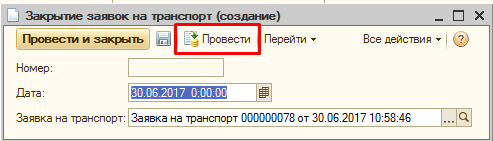 Закрытие заявок на транспорт (создание)
Провести и закрыть Провести Перейти Все действия ?
Номер:
Дата: 30.06.2017 0:00:00
Заявка на транспорт: Заявка на транспорт 000000078 от 30.06.2017 10:58:46 ...